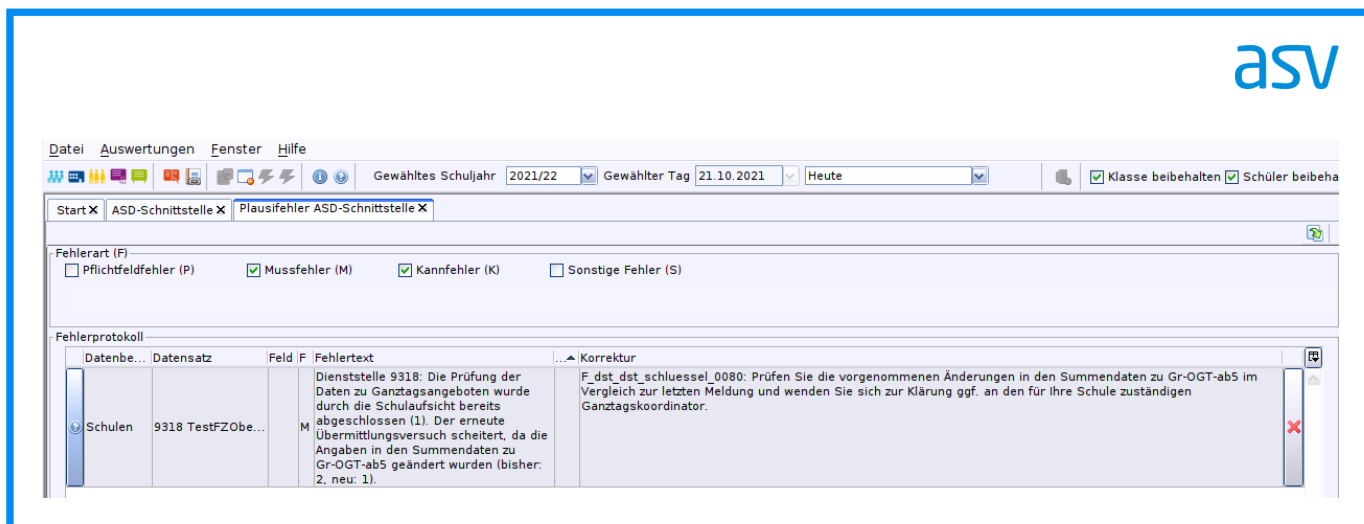 asv
Datei Auswertungen Fenster Hilfe
Gewähltes Schuljahr 2021/22 Gewählter Tag 21.10.2021 Heute Klasse beibehalten Schüler beibeha
Start X ASD-Schnittstelle X Plausifehler ASD-Schnittstelle X
Fehlerart (F)
Pflichtfeldfehler (P) Mussfehler (M) Kannfehler (K) Sonstige Fehler (S)
Fehlerprotokoll
Datenbe... Datensatz Feld F Fehlertext ... Korrektur
Schulen 9318 TestFZObe... M
Dienststelle 9318: Die Prüfung der
Daten zu Ganztagsangeboten wurde
durch die Schulaufsicht bereits
abgeschlossen (1). Der erneute
Übermittlungsversuch scheitert, da die
Angaben in den Summendaten zu
Gr-OGT-ab5 geändert wurden (bisher:
2, neu: 1).
F_dst_dst_schluessel_0080: Prüfen Sie die vorgenommenen Änderungen in den Summendaten zu Gr-OGT-ab5 im
Vergleich zur letzten Meldung und wenden Sie sich zur Klärung ggf. an den für Ihre Schule zuständigen
Ganztagskoordinator.